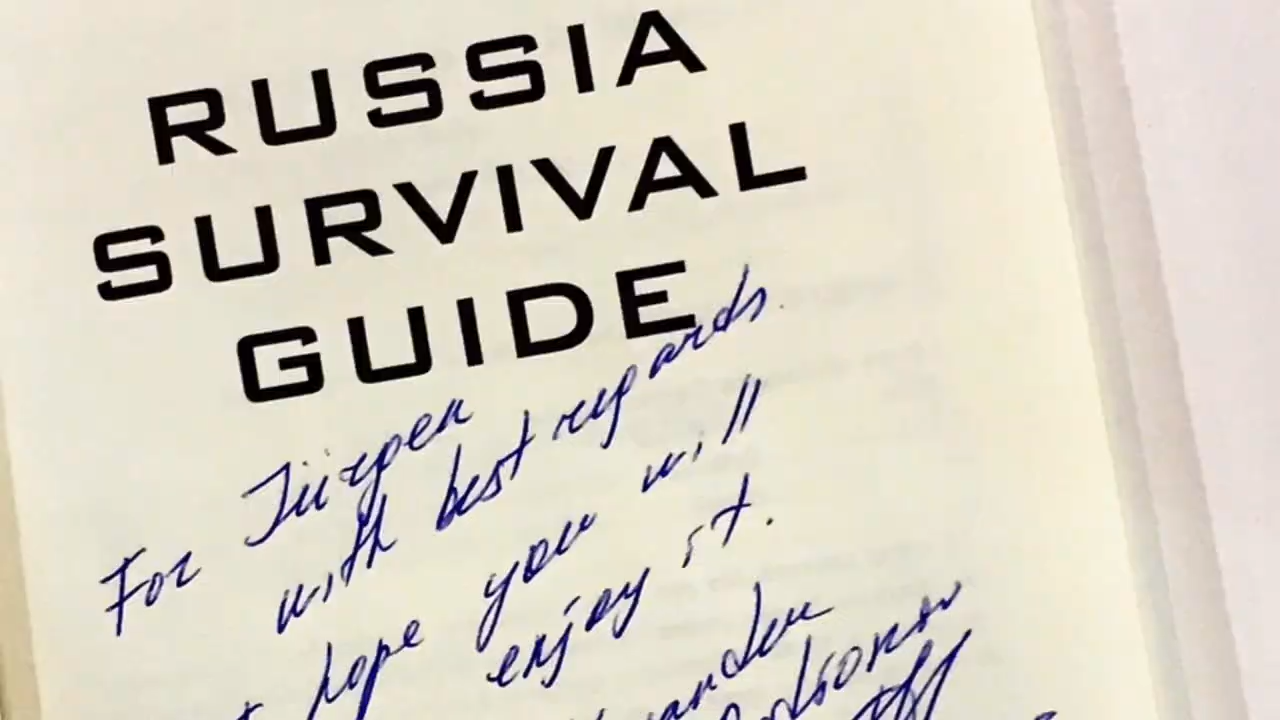 RUSSIA
SURVIVAL
GUIDE
For Jürgen
with best regards.
hope you will
enjoy it.